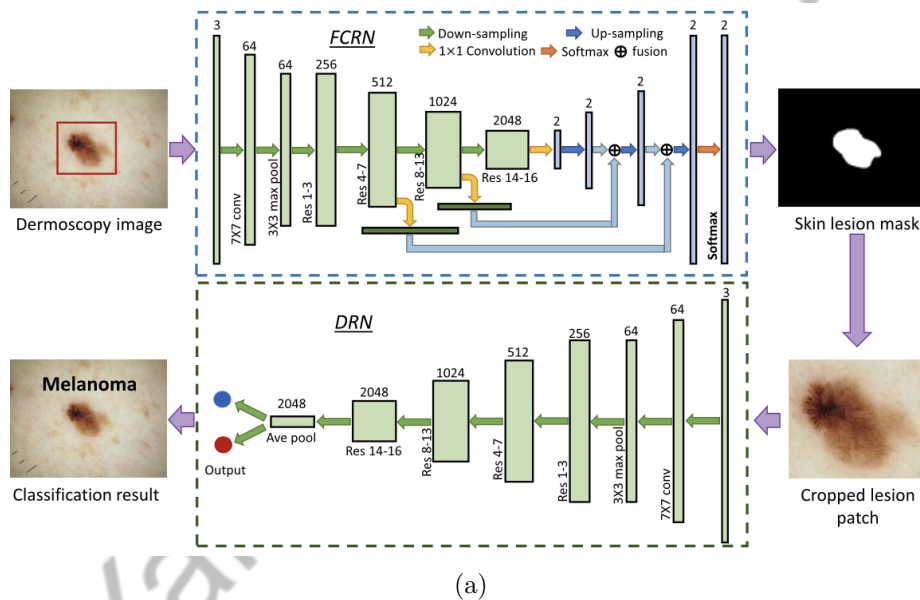 FCRN
Down-sampling
Up-sampling
1×1 Convolution
Softmax
fusion
3
64
64
256
512
1024
2048
2
2
2
2
2
7X7 conv
3X3 max pool
Res 1-3
Res 4-7
Res 8-13
Res 14-16
Softmax
Dermoscopy image
Skin lesion mask
DRN
3
64
64
256
512
1024
2048
2048
7X7 conv
3X3 max pool
Res 1-3
Res 4-7
Res 8-13
Res 14-16
Ave pool
Output
Melanoma
Classification result
Cropped lesion
patch
(a)